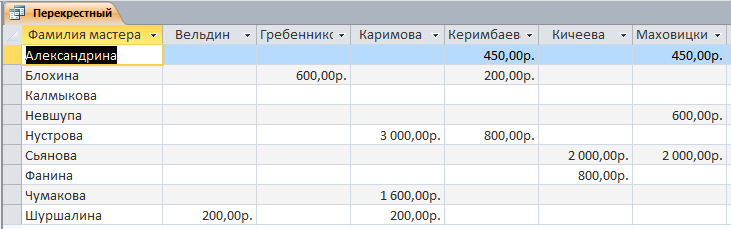 Перекрестный
Фамилия мастера Вельдин Гребеннико Каримова Керимбаев Кичеева Маховицки
Александрина 450,00р. 450,00р.
Блохина 600,00р. 200,00р.
Калмыкова
Невшупа 600,00р.
Нустрова 3 000,00р. 800,00р.
Сьянова 2 000,00р. 2 000,00р.
Фанина 800,00р.
Чумакова 1 600,00р.
Шуршалина 200,00р. 200,00р.